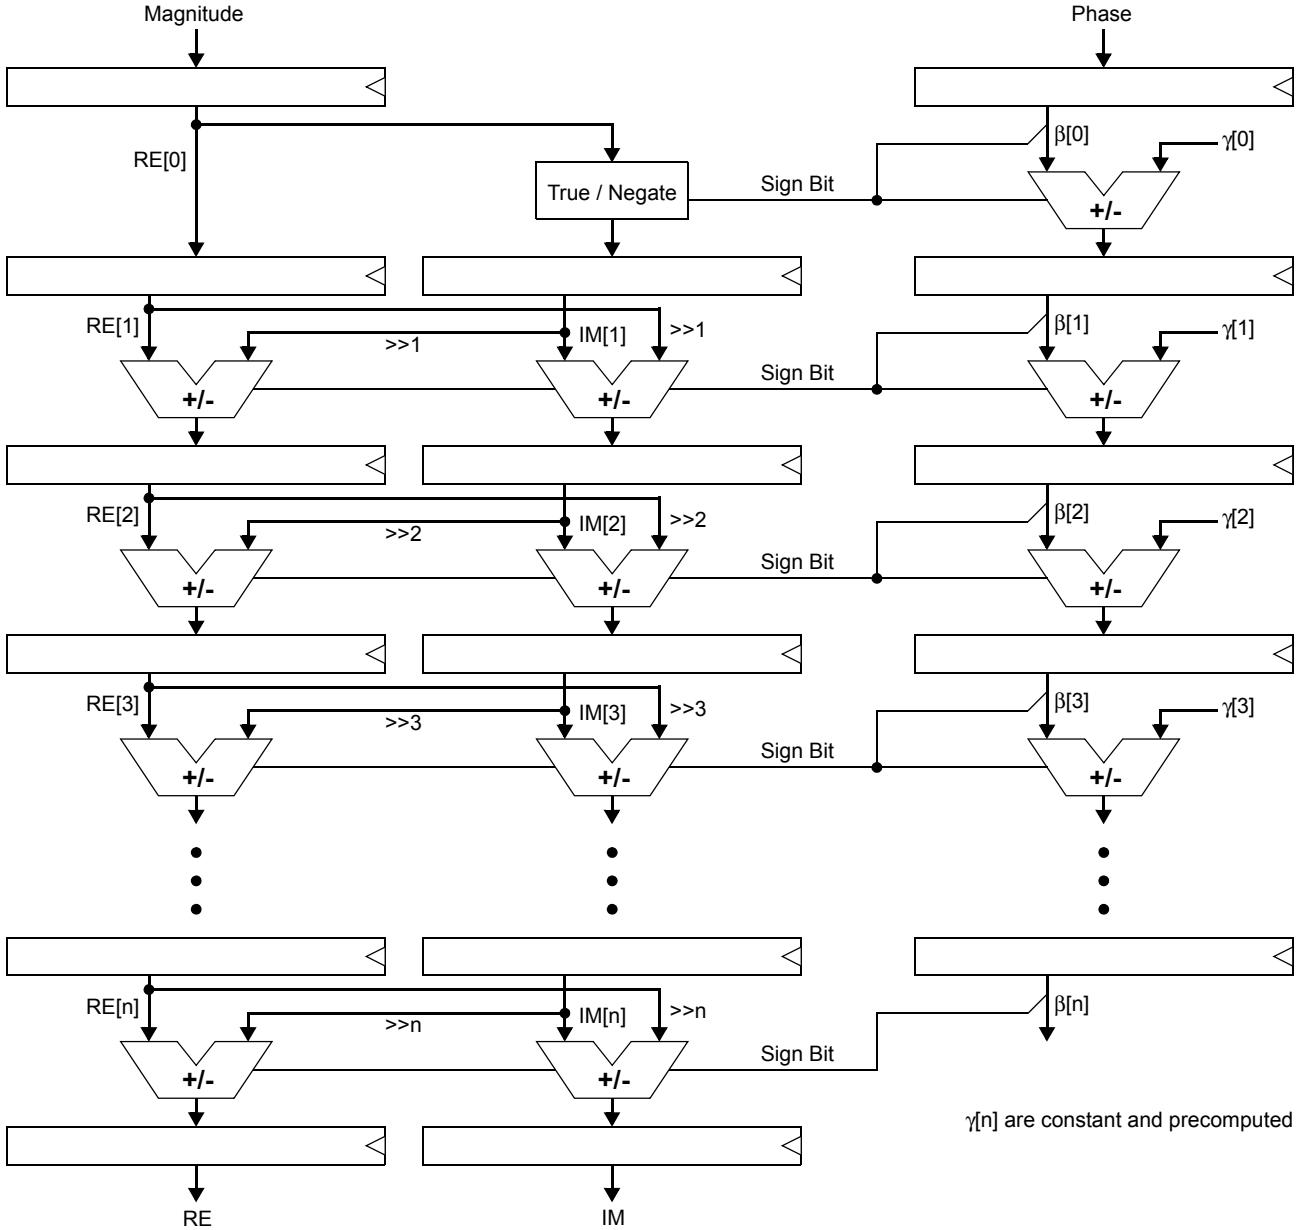 Magnitude
Phase
RE[0]
β[0]
γ[0]
True / Negate
Sign Bit
+/-
RE[1]
>>1
IM[1]
>>1
β[1]
γ[1]
Sign Bit
+/-
+/-
+/-
RE[2]
>>2
IM[2]
>>2
β[2]
γ[2]
Sign Bit
+/-
+/-
+/-
RE[3]
>>3
IM[3]
>>3
β[3]
γ[3]
Sign Bit
+/-
+/-
+/-
RE[n]
>>n
IM[n]
>>n
β[n]
Sign Bit
+/-
+/-
γ[n] are constant and precomputed
RE
IM